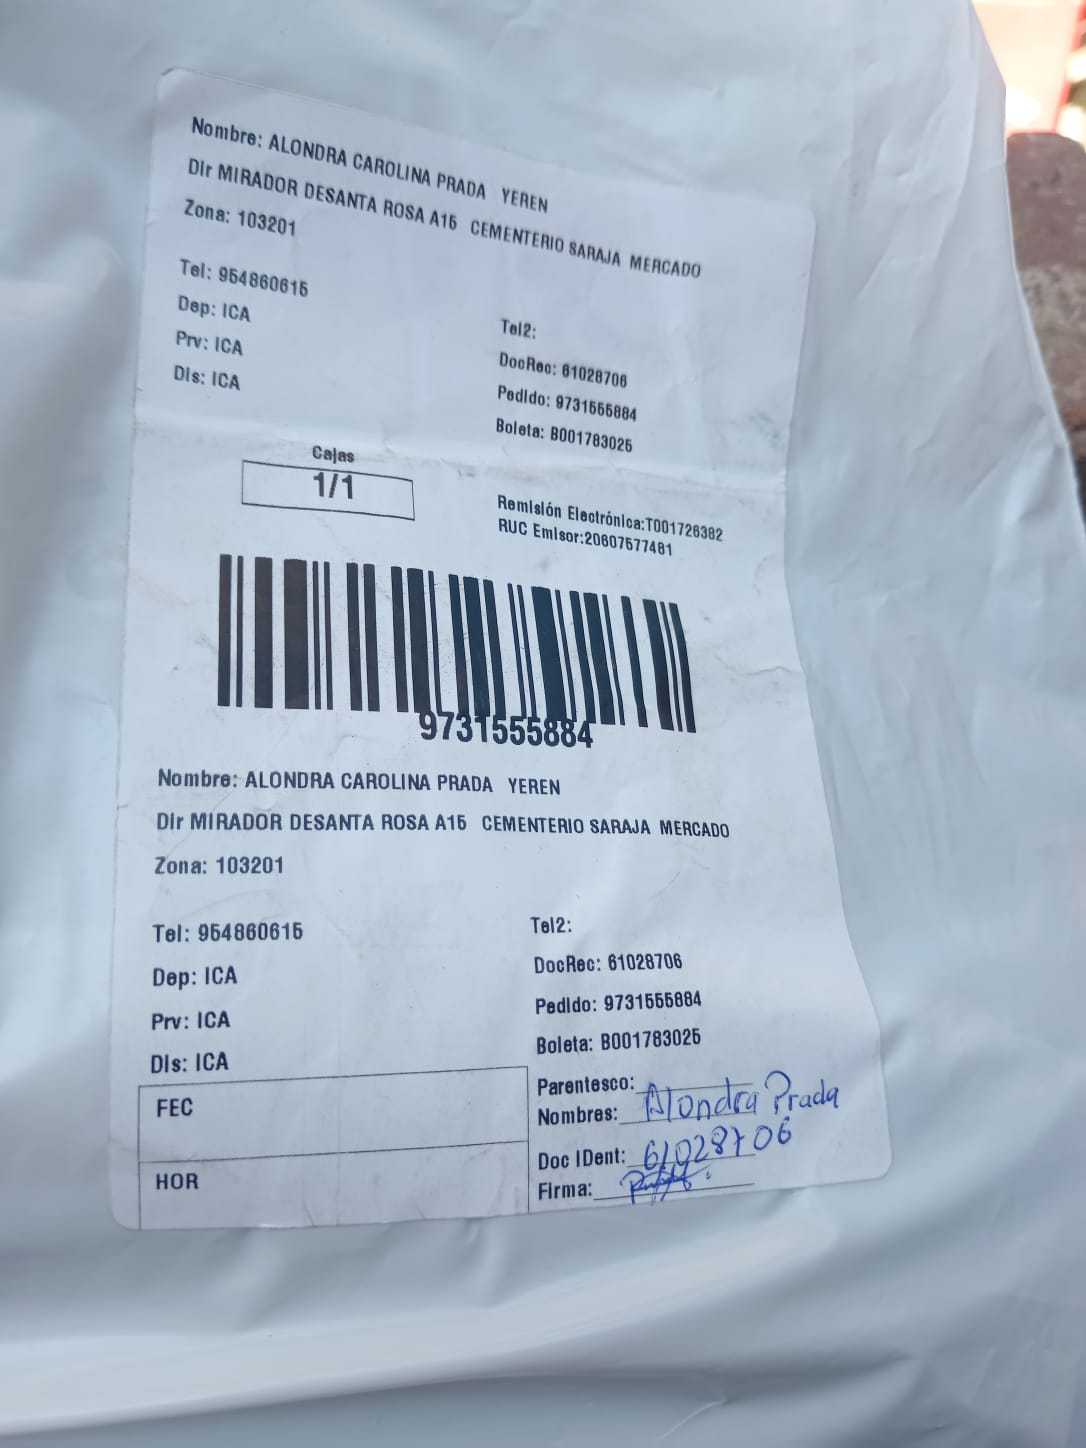 Nombre: ALONDRA CAROLINA PRADA YEREN
Dir MIRADOR DESANTA ROSA A15 CEMENTERIO SARAJA MERCADO
Zona: 103201
Tel: 954860615
Dep: ICA
Prv: ICA
Dis: ICA
Tel2:
DocRec: 61028706
Pedido: 9731555884
Boleta: B001783025
Cajas
1/1
Remisión Electrónica:T001726382
RUC Emisor:20607577481
9731555884
Nombre: ALONDRA CAROLINA PRADA YEREN
Dir MIRADOR DESANTA ROSA A15 CEMENTERIO SARAJA MERCADO
Zona: 103201
Tel: 954860615
Dep: ICA
Prv: ICA
Dis: ICA
Tel2:
DocRec: 61028706
Pedido: 9731555884
Boleta: B001783025
FEC
HOR
Parentesco:
Nombres: Alondra Prada
Doc IDent: 61028706
Firma: